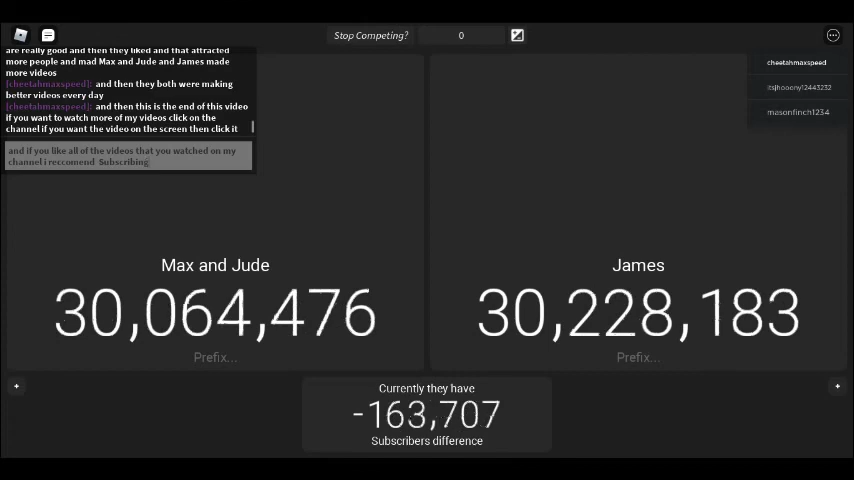 Stop Competing?
0
are really good and then they liked and that attracted
more people and mad Max and Jude and James made
more videos
[cheetahmaxspeed]: and then they both were making
better videos every day
[cheetahmaxspeed]: and then this is the end of this video
if you want to watch more of my videos click on the
channel if you want the video on the screen then click it
and if you like all of the videos that you watched on my
channel i reccomend Subscribing
cheetahmaxspeed
itsjhooony12443232
masonfinch1234
Max and Jude
30,064,476
Prefix...
James
30,228,183
Prefix...
+
+
Currently they have
-163,707
Subscribers difference